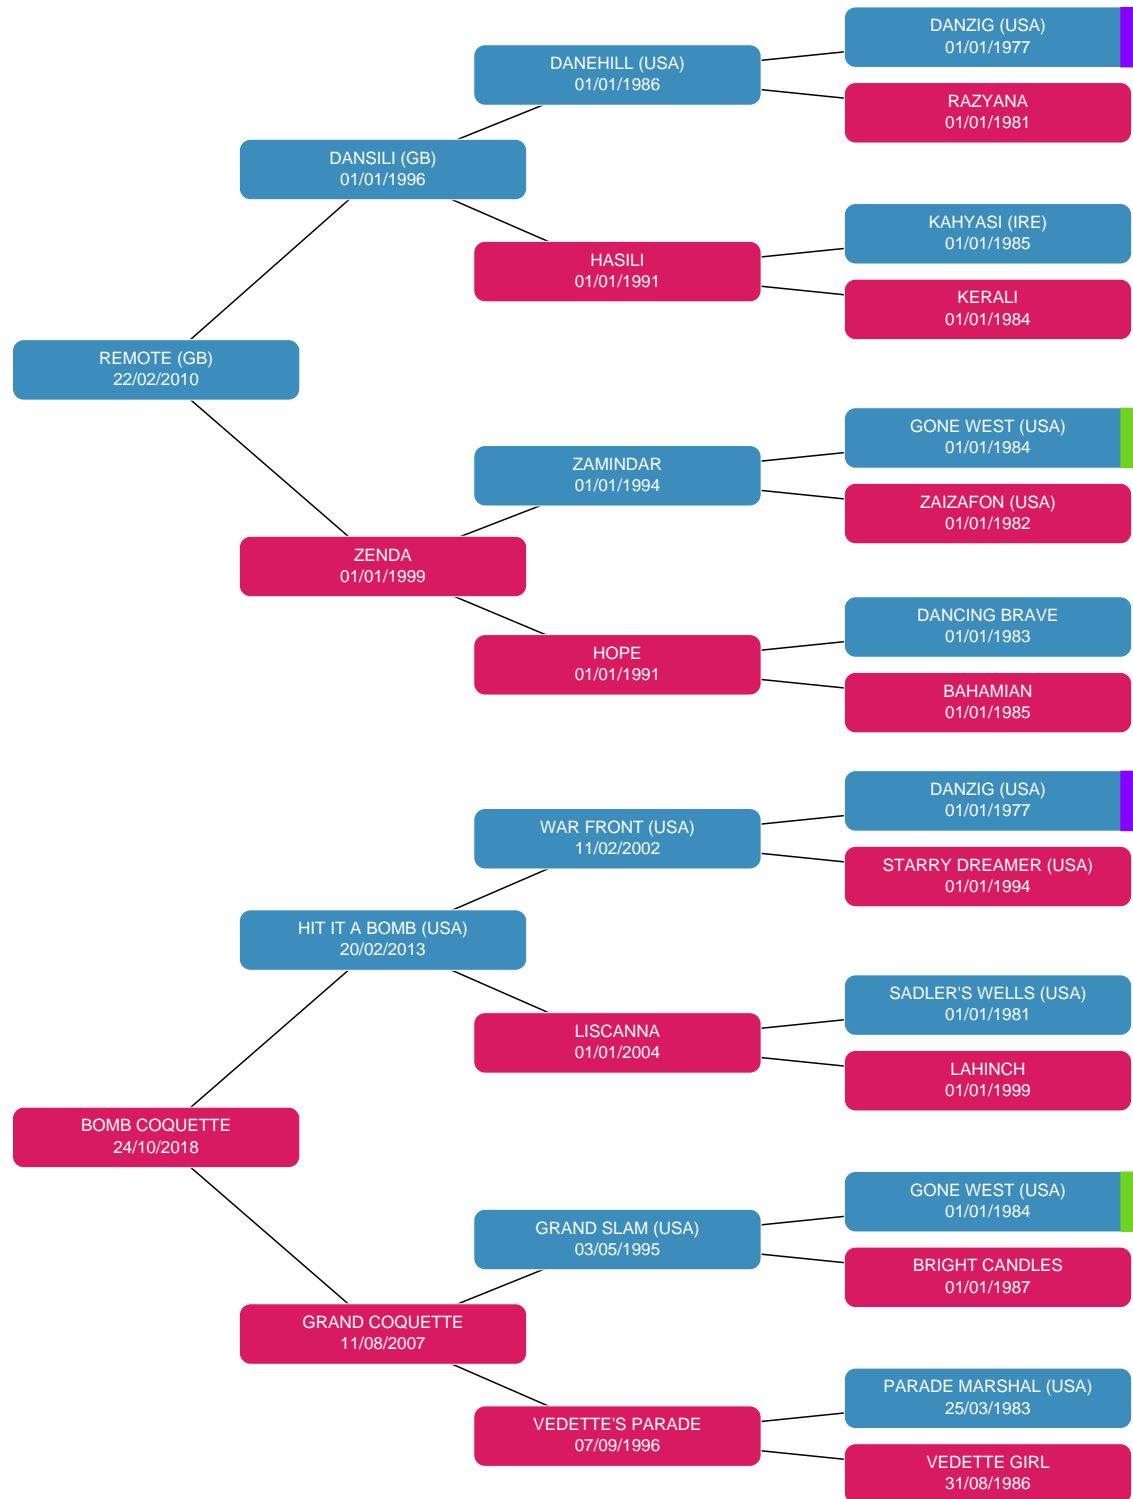 DANZIG (USA)
01/01/1977
DANEHILL (USA)
01/01/1986
RAZYANA
01/01/1981
DANSILI (GB)
01/01/1996
KAHYASI (IRE)
01/01/1985
HASILI
01/01/1991
KERALI
01/01/1984
REMOTE (GB)
22/02/2010
GONE WEST (USA)
01/01/1984
ZAMINDAR
01/01/1994
ZAIZAFON (USA)
01/01/1982
ZENDA
01/01/1999
DANCING BRAVE
01/01/1983
HOPE
01/01/1991
BAHAMIAN
01/01/1985
DANZIG (USA)
01/01/1977
WAR FRONT (USA)
11/02/2002
STARRY DREAMER (USA)
01/01/1994
HIT IT A BOMB (USA)
20/02/2013
SADLER'S WELLS (USA)
01/01/1981
LISCANNA
01/01/2004
LAHINCH
01/01/1999
BOMB COQUETTE
24/10/2018
GONE WEST (USA)
01/01/1984
GRAND SLAM (USA)
03/05/1995
BRIGHT CANDLES
01/01/1987
GRAND COQUETTE
11/08/2007
PARADE MARSHAL (USA)
25/03/1983
VEDETTE'S PARADE
07/09/1996
VEDETTE GIRL
31/08/1986